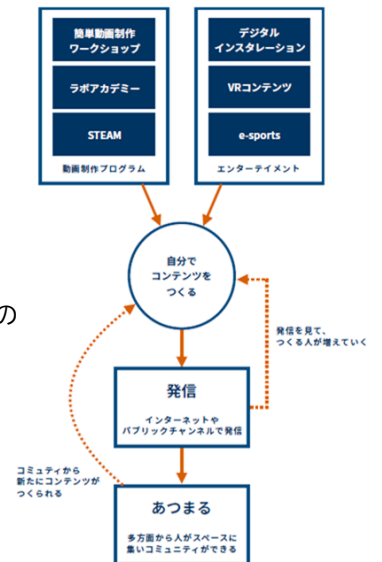 簡単動画制作
ワークショップ
ラボアカデミー
STEAM
動画制作プログラム
デジタル
インスタレーション
VRコンテンツ
e-sports
エンターテイメント
自分で
コンテンツを
つくる
の
発信を見て、
つくる人が増えていく
発信
インターネットや
パブリックチャンネルで発信
コミュティから
新たにコンテンツが
つくられる
あつまる
多方面から人がスペースに
集いコミュニティができる